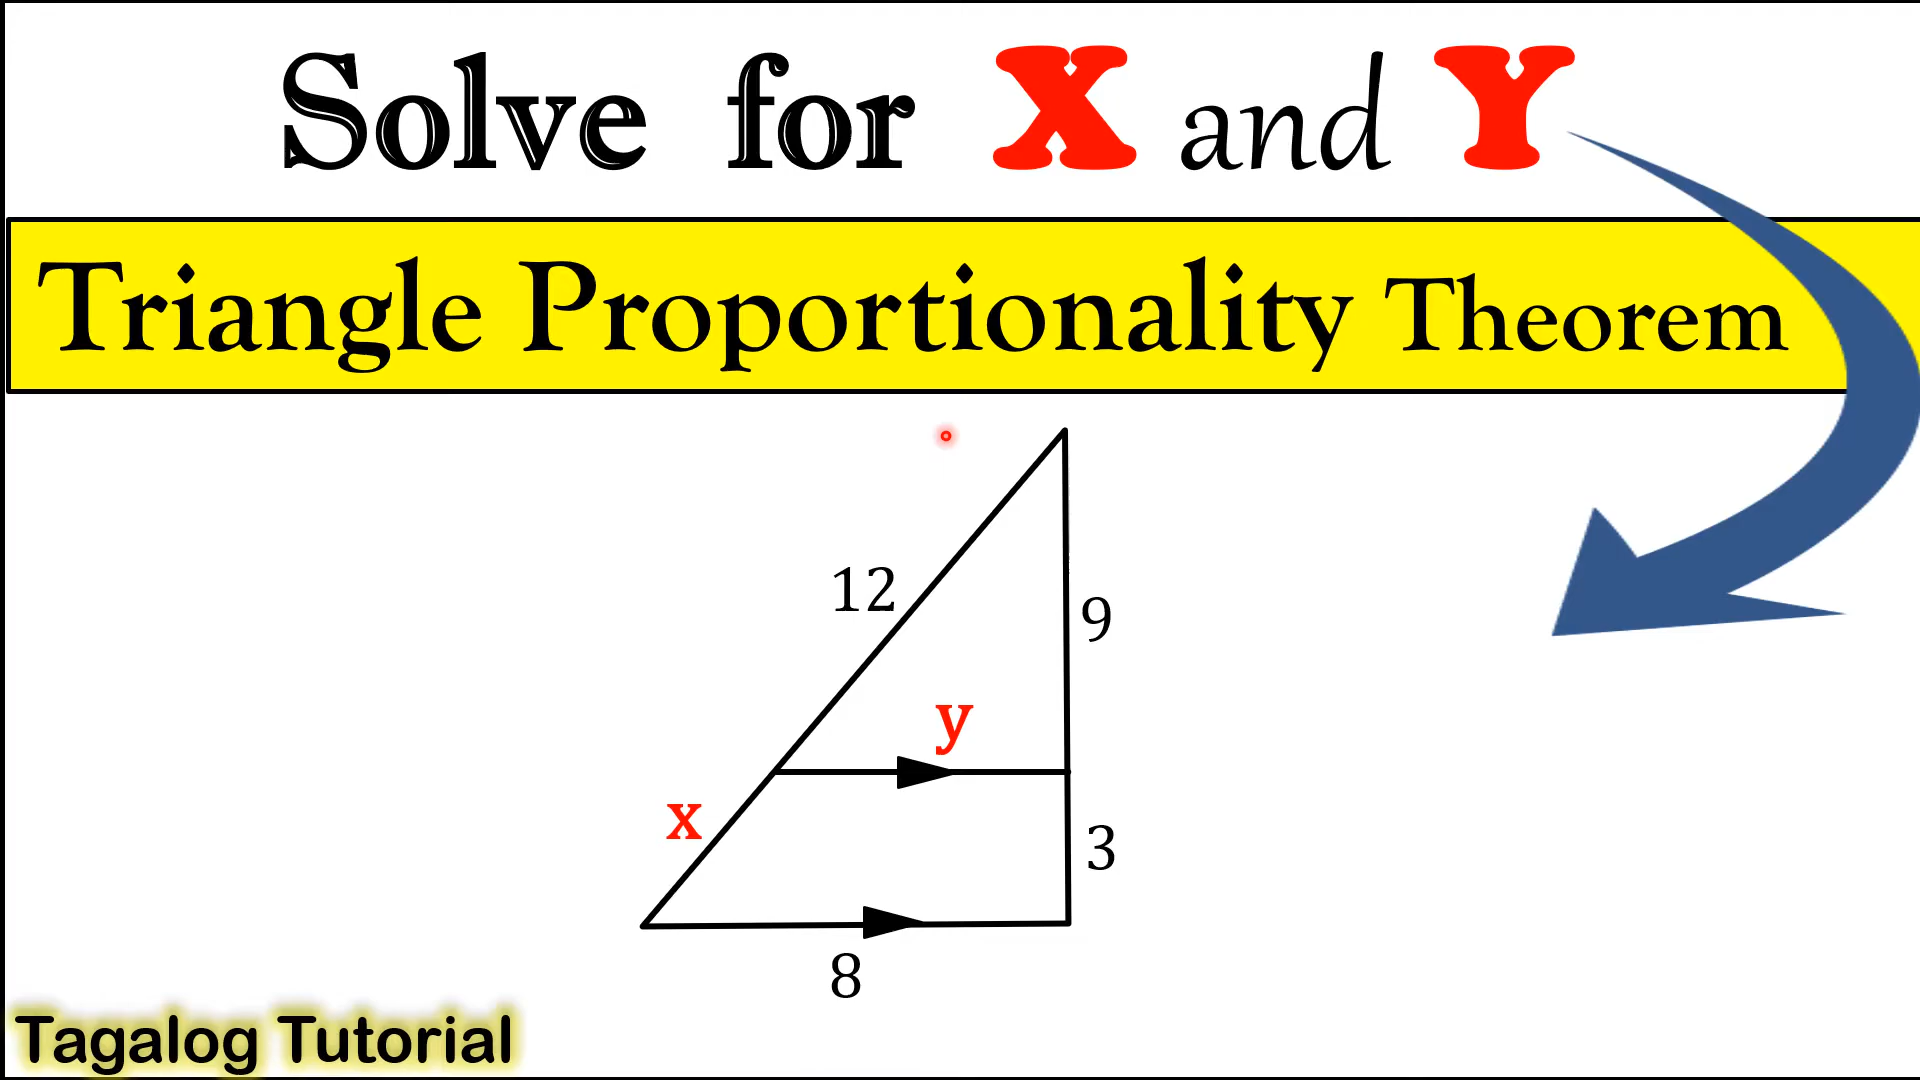 Solve for X and Y
Triangle Proportionality Theorem
12
9
y
x
3
8
Tagalog Tutorial